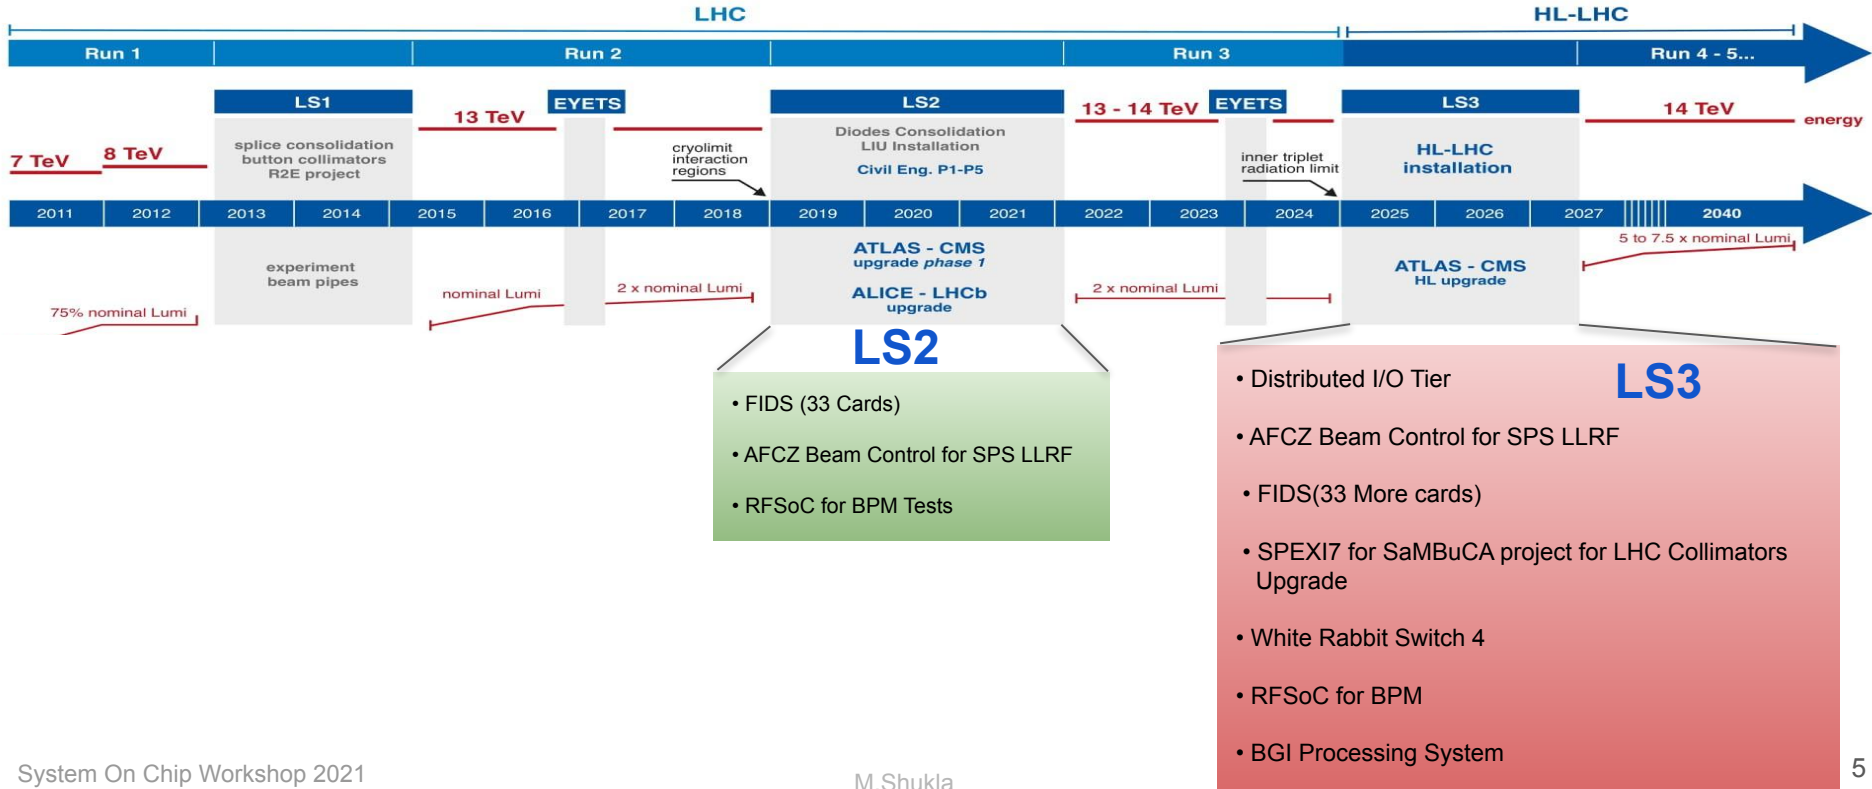 LHC
HL-LHC
Run 1
Run 2
Run 3
Run 4 - 5...
LS1
EYETS
LS2
EYETS
LS3
7 TeV
8 TeV
13 TeV
13 - 14 TeV
14 TeV
energy
splice consolidation
button collimators
R2E project
cryolimit
interaction
regions
Diodes Consolidation
LIU Installation
Civil Eng. P1-P5
inner triplet
radiation limit
HL-LHC
installation
2011 2012 2013 2014 2015 2016 2017 2018 2019 2020 2021 2022 2023 2024 2025 2026 2027 2040
75% nominal Lumi
experiment
beam pipes
nominal Lumi
2 x nominal Lumi
ATLAS - CMS
upgrade phase 1
ALICE - LHCb
upgrade
2 x nominal Lumi
ATLAS - CMS
HL upgrade
5 to 7.5 x nominal Lumi
LS2
• FIDS (33 Cards)
• AFCZ Beam Control for SPS LLRF
• RFSoC for BPM Tests
LS3
• Distributed I/O Tier
• AFCZ Beam Control for SPS LLRF
• FIDS(33 More cards)
• SPEXI7 for SaMBuCA project for LHC Collimators
Upgrade
• White Rabbit Switch 4
• RFSoC for BPM
• BGI Processing System
System On Chip Workshop 2021
M.Shukla
5